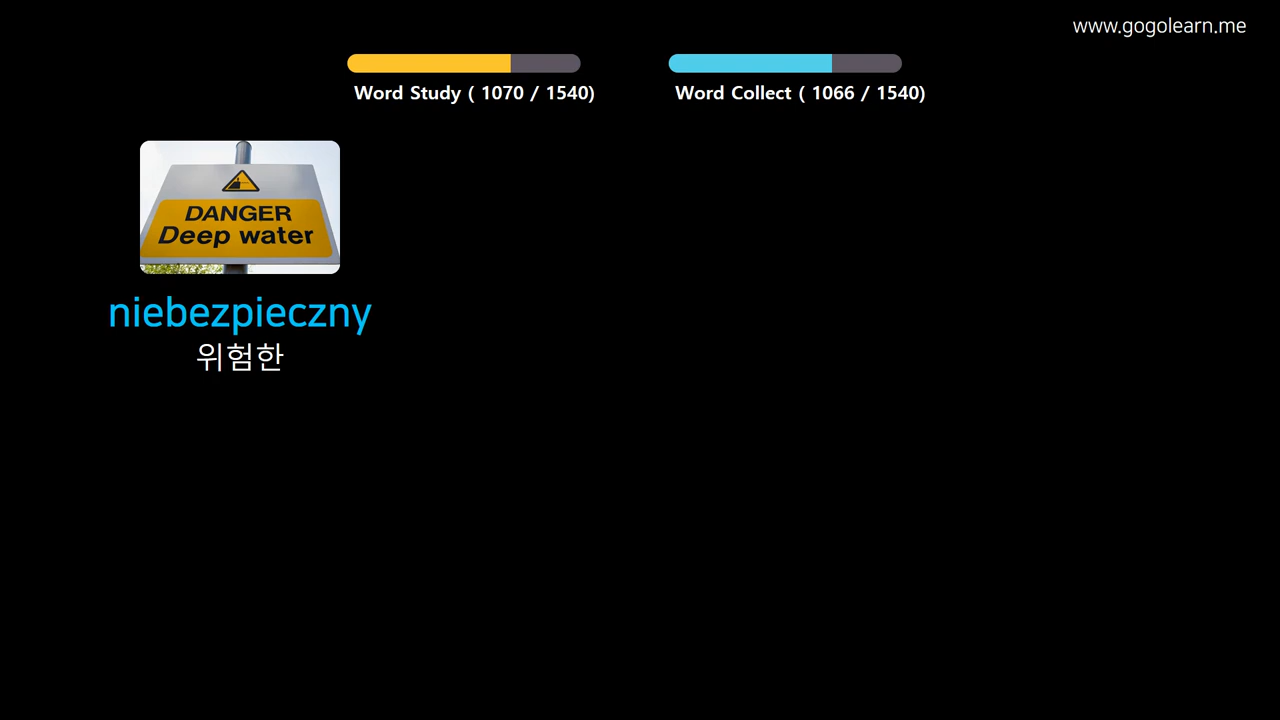 www.gogolearn.me
Word Study ( 1070 / 1540)
Word Collect ( 1066 / 1540)
DANGER
Deep water
niebezpieczny
위험한